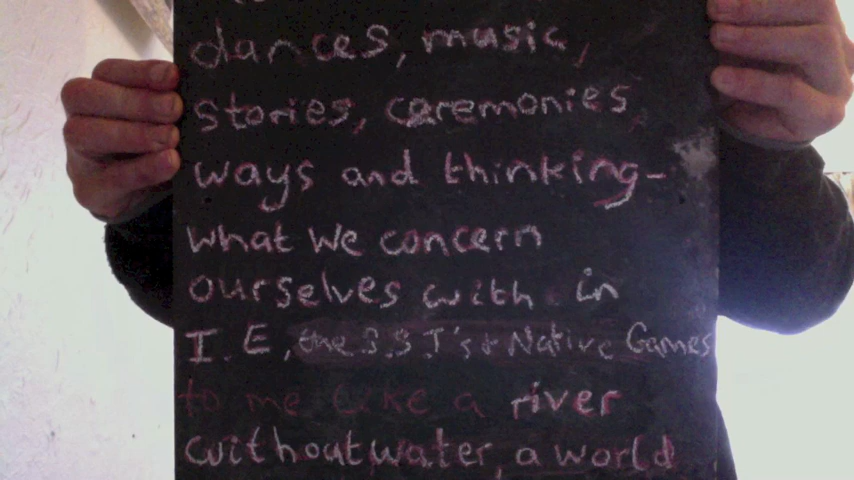 dances, music,
stories, ceremonies,
ways and thinking-
what we concern
ourselves with in
I.E, the S.S.T's + Native Games
to me like a river
without water, a world